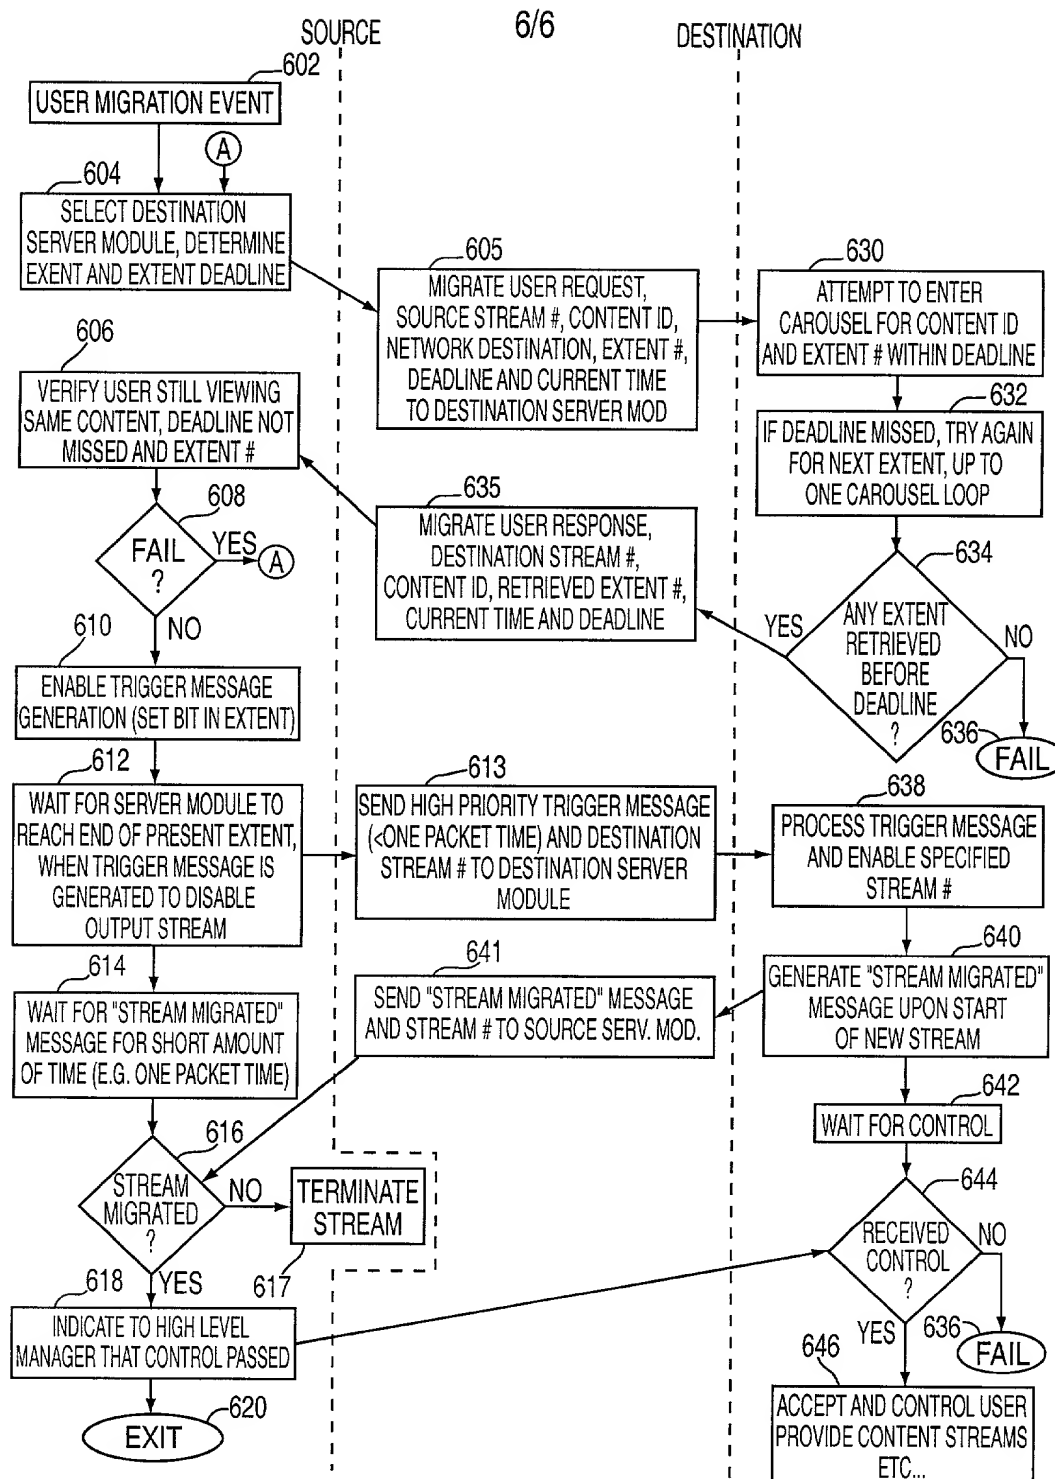 6/6
SOURCE
DESTINATION
602
USER MIGRATION EVENT
A
604
SELECT DESTINATION
SERVER MODULE, DETERMINE
EXENT AND EXTENT DEADLINE
605
MIGRATE USER REQUEST,
SOURCE STREAM #, CONTENT ID,
NETWORK DESTINATION, EXTENT #,
DEADLINE AND CURRENT TIME
TO DESTINATION SERVER MOD
630
ATTEMPT TO ENTER
CAROUSEL FOR CONTENT ID
AND EXTENT # WITHIN DEADLINE
606
VERIFY USER STILL VIEWING
SAME CONTENT, DEADLINE NOT
MISSED AND EXTENT #
632
IF DEADLINE MISSED, TRY AGAIN
FOR NEXT EXTENT, UP TO
ONE CAROUSEL LOOP
635
MIGRATE USER RESPONSE,
DESTINATION STREAM #,
CONTENT ID, RETRIEVED EXTENT #,
CURRENT TIME AND DEADLINE
608
FAIL
?
YES
A
NO
634
ANY EXTENT
RETRIEVED
BEFORE
DEADLINE
?
YES
NO
636
FAIL
610
ENABLE TRIGGER MESSAGE
GENERATION (SET BIT IN EXTENT)
612
WAIT FOR SERVER MODULE TO
REACH END OF PRESENT EXTENT,
WHEN TRIGGER MESSAGE IS
GENERATED TO DISABLE
OUTPUT STREAM
613
SEND HIGH PRIORITY TRIGGER MESSAGE
(<ONE PACKET TIME) AND DESTINATION
STREAM # TO DESTINATION SERVER
MODULE
638
PROCESS TRIGGER MESSAGE
AND ENABLE SPECIFIED
STREAM #
614
WAIT FOR "STREAM MIGRATED"
MESSAGE FOR SHORT AMOUNT
OF TIME (E.G. ONE PACKET TIME)
641
SEND "STREAM MIGRATED" MESSAGE
AND STREAM # TO SOURCE SERV. MOD.
640
GENERATE "STREAM MIGRATED"
MESSAGE UPON START
OF NEW STREAM
642
WAIT FOR CONTROL
616
STREAM
MIGRATED
?
NO
TERMINATE
STREAM
617
YES
644
RECEIVED
CONTROL
?
NO
636
FAIL
YES
618
INDICATE TO HIGH LEVEL
MANAGER THAT CONTROL PASSED
620
EXIT
646
ACCEPT AND CONTROL USER
PROVIDE CONTENT STREAMS
ETC...